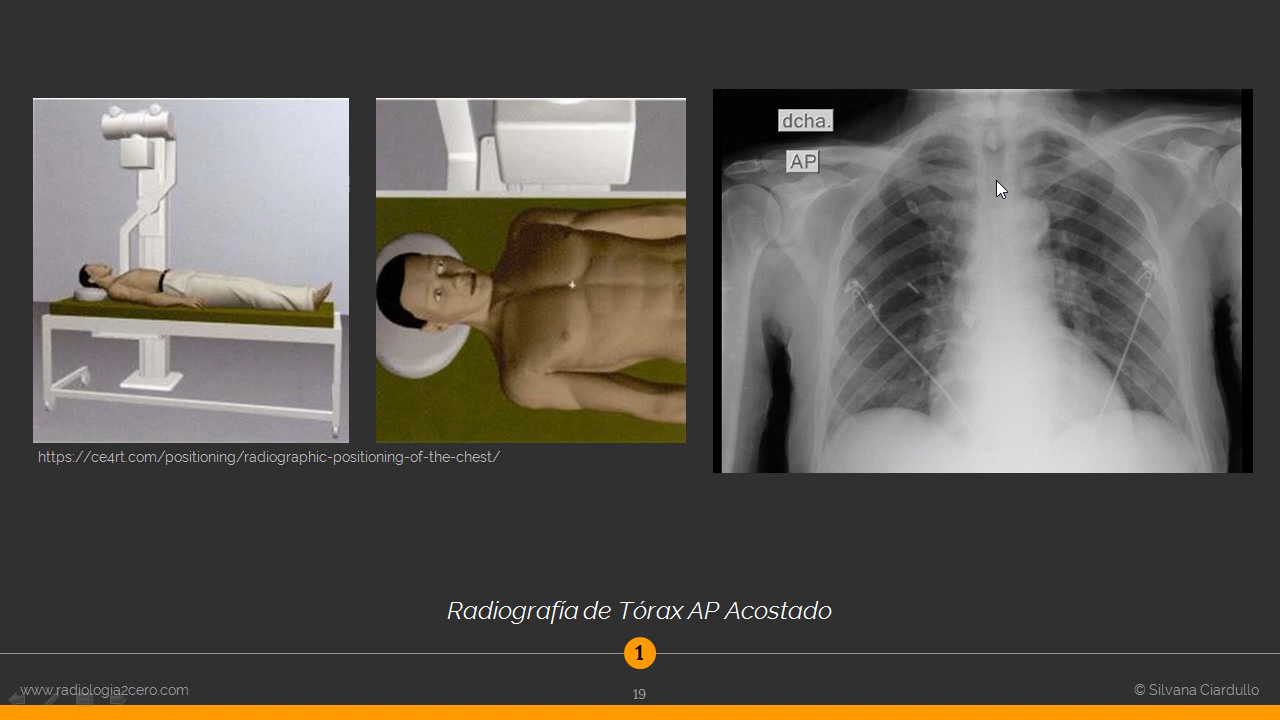 dcha.
AP
https://ce4rt.com/positioning/radiographic-positioning-of-the-chest/
Radiografía de Tórax AP Acostado
1
www.radiologia2cero.com
19
© Silvana Ciardullo